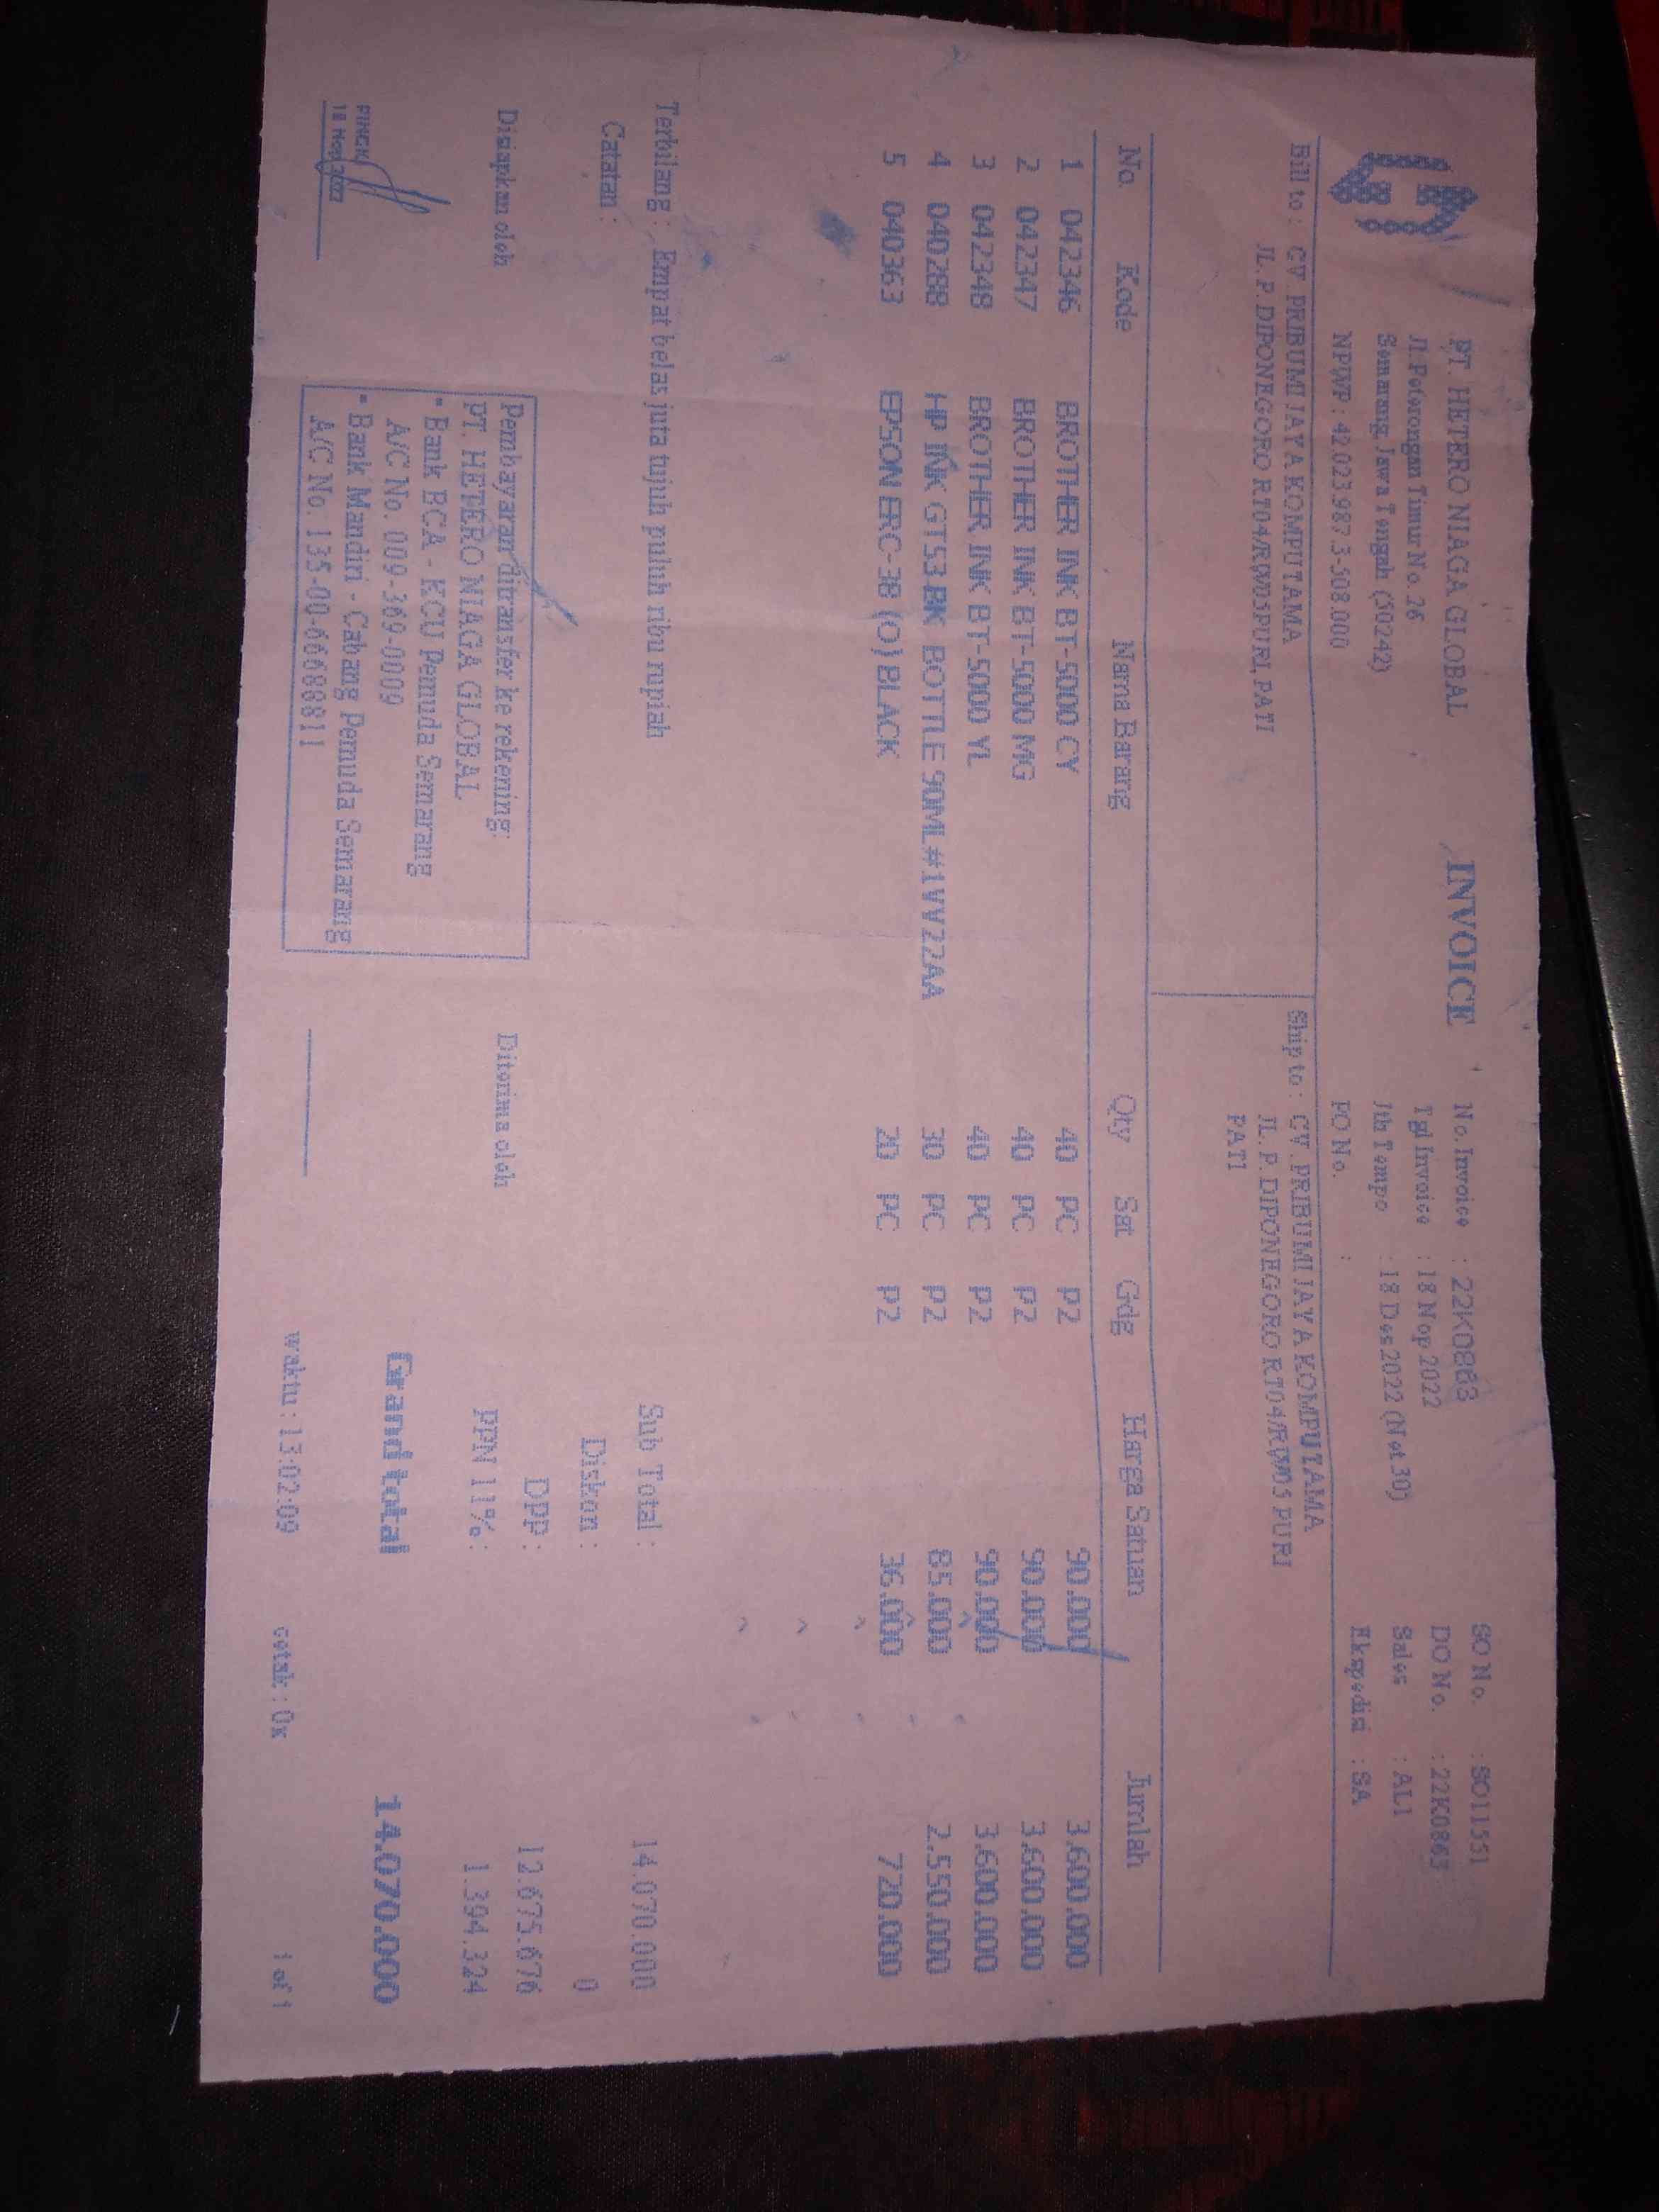 PT. HETERO NIAGA GLOBAL
Jl. Peterongan Timur No. 26
Semarang, Jawa Tengah (50242)
NPWP : 42.023.987.3-508.000
INVOICE
No. Invoice : 22K0863
Tgl Invoice : 18 Nop 2022
Jth Tempo : 18 Des 2022 (Net 30)
PO No. :
SO No. : SO11551
DO No. : 22K0863
Sales : ALI
Ekspedisi : SA
Bill to : CV. PRIBUMI JAYA KOMPUTAMA
JL. P. DIPONEGORO RT04/RW05 PURI, PATI
Ship to : CV. PRIBUMI JAYA KOMPUTAMA
JL. P. DIPONEGORO RT04/RW05 PURI
PATI
No. Kode Nama Barang Qty Sat Gdg Harga Satuan Jumlah
1 042346 BROTHER INK BT-5000 CY 40 PC P2 90.000 3.600.000
2 042347 BROTHER INK BT-5000 MG 40 PC P2 90.000 3.600.000
3 042348 BROTHER INK BT-5000 YL 40 PC P2 90.000 3.600.000
4 040288 HP INK GT53 BK BOTTLE 90ML #1VV22AA 30 PC P2 85.000 2.550.000
5 040363 EPSON ERC-38 (O) BLACK 20 PC P2 36.000 720.000
Terbilang : Empat belas juta tujuh puluh ribu rupiah
Catatan :
Sub Total : 14.070.000
Diskon : 0
DPP : 12.675.676
PPN 11% : 1.394.324
Grand total 14.070.000
Disiapkan oleh
18 Nop 2022
Pembayaran ditransfer ke rekening:
PT. HETERO NIAGA GLOBAL
* Bank BCA - KCU Pemuda Semarang
A/C No. 009-369-0009
* Bank Mandiri - Cabang Pemuda Semarang
A/C No. 135-00-6688811
Diterima oleh
waktu : 13:02:09 cetak : 0x 1 of 1